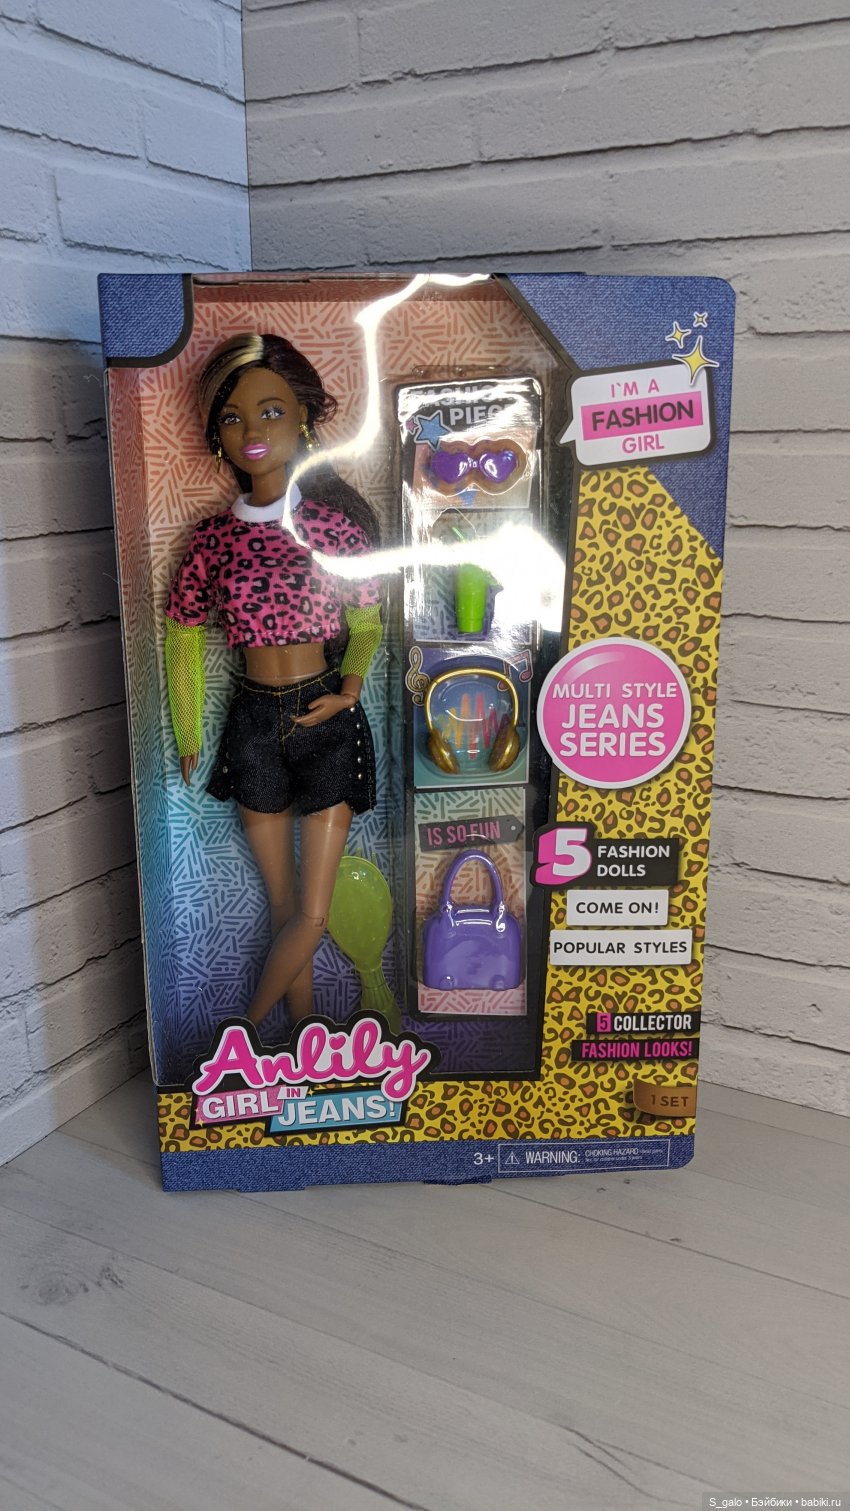 PIEC
I`M A
FASHION
GIRL
MULTI STYLE
JEANS
SERIES
IS SO FUN
5 FASHION
DOLLS
COME ON!
POPULAR STYLES
5 COLLECTOR
FASHION LOOKS!
Anlily
GIRL IN
JEANS!
1 SET
3+ WARNING: CHOKING HAZARD
S_galo • Бэйбики • babiki.ru